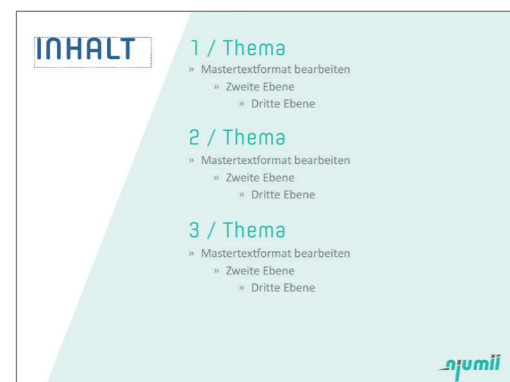 INHALT
1 / Thema
» Mastertextformat bearbeiten
» Zweite Ebene
» Dritte Ebene
2 / Thema
» Mastertextformat bearbeiten
» Zweite Ebene
» Dritte Ebene
3 / Thema
» Mastertextformat bearbeiten
» Zweite Ebene
» Dritte Ebene
njumii